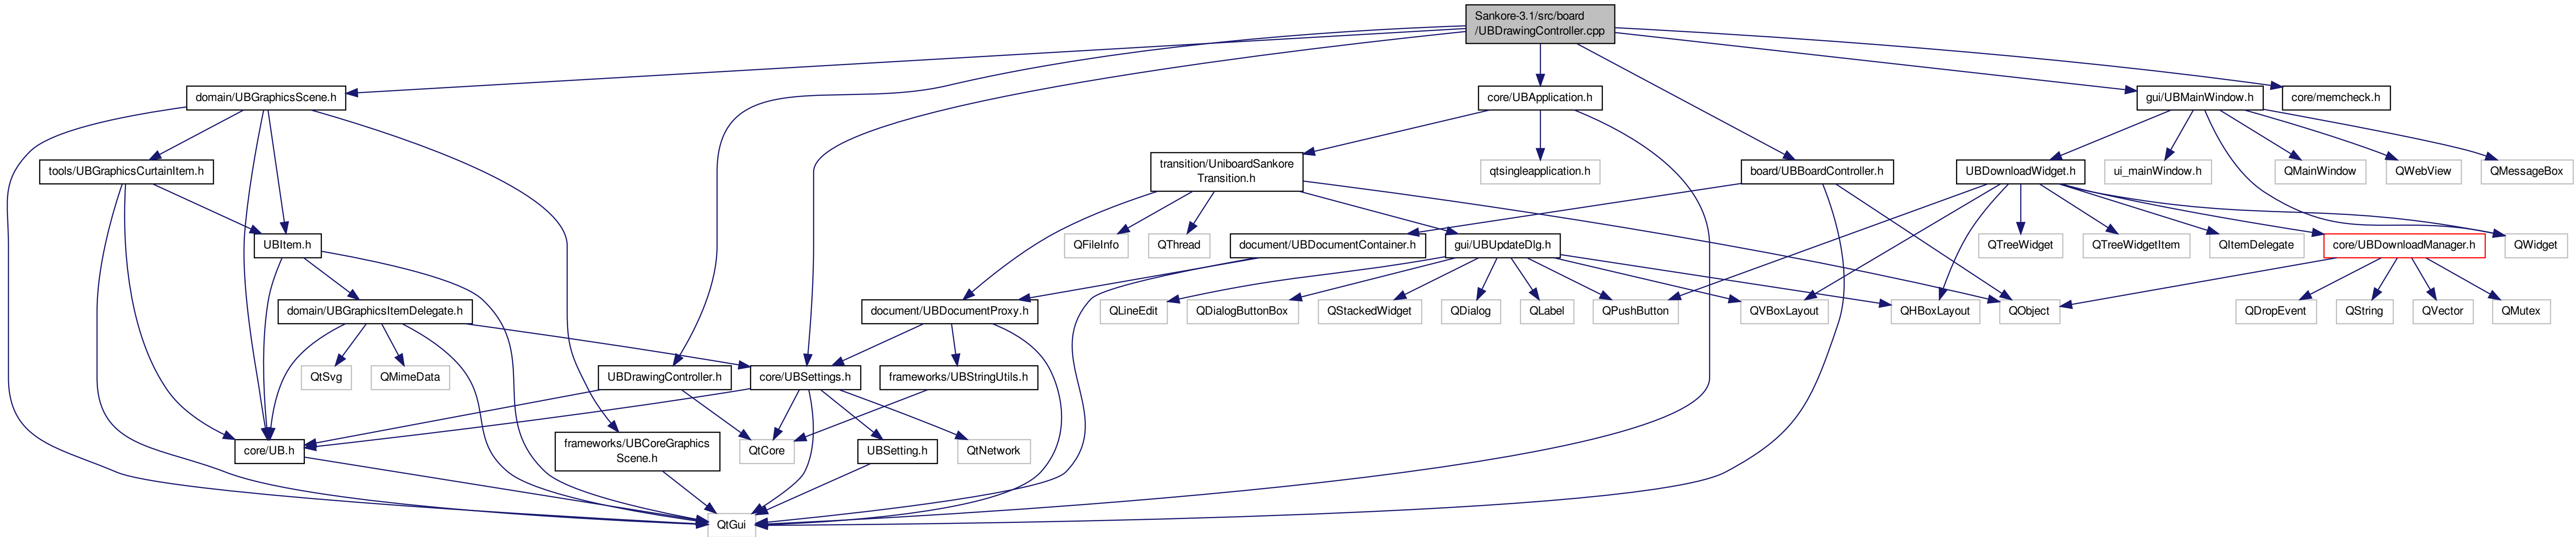 Sankore-3.1/src/board
/UBDrawingController.cpp
domain/UBGraphicsScene.h
core/UBApplication.h
gui/UBMainWindow.h
core/memcheck.h
tools/UBGraphicsCurtainItem.h
transition/UniboardSankore
Transition.h
qtsingleapplication.h
board/UBBoardController.h
UBDownloadWidget.h
ui_mainWindow.h
QMainWindow
QWebView
QMessageBox
UBItem.h
QFileInfo
QThread
document/UBDocumentContainer.h
gui/UBUpdateDlg.h
QTreeWidget
QTreeWidgetItem
QItemDelegate
core/UBDownloadManager.h
QWidget
domain/UBGraphicsItemDelegate.h
document/UBDocumentProxy.h
QLineEdit
QDialogButtonBox
QStackedWidget
QDialog
QLabel
QPushButton
QVBoxLayout
QHBoxLayout
QObject
QDropEvent
QString
QVector
QMutex
QtSvg
QMimeData
UBDrawingController.h
core/UBSettings.h
frameworks/UBStringUtils.h
core/UB.h
frameworks/UBCoreGraphics
Scene.h
QtCore
UBSetting.h
QtNetwork
QtGui